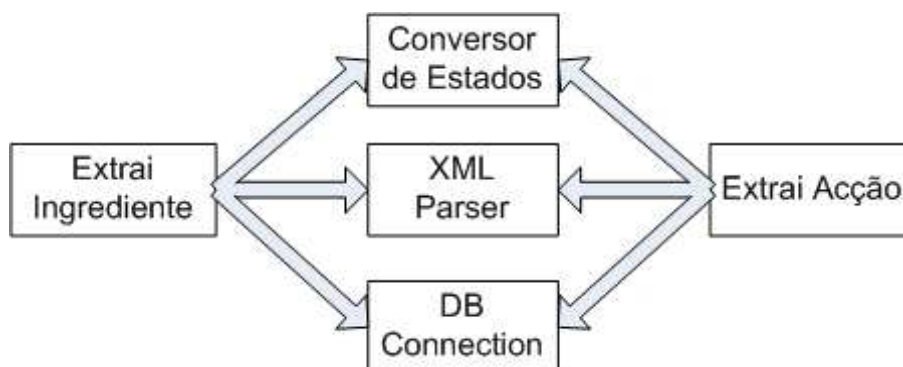 Conversor
de Estados
Extrai
Ingrediente
XML
Parser
Extrai Acção
DB
Connection